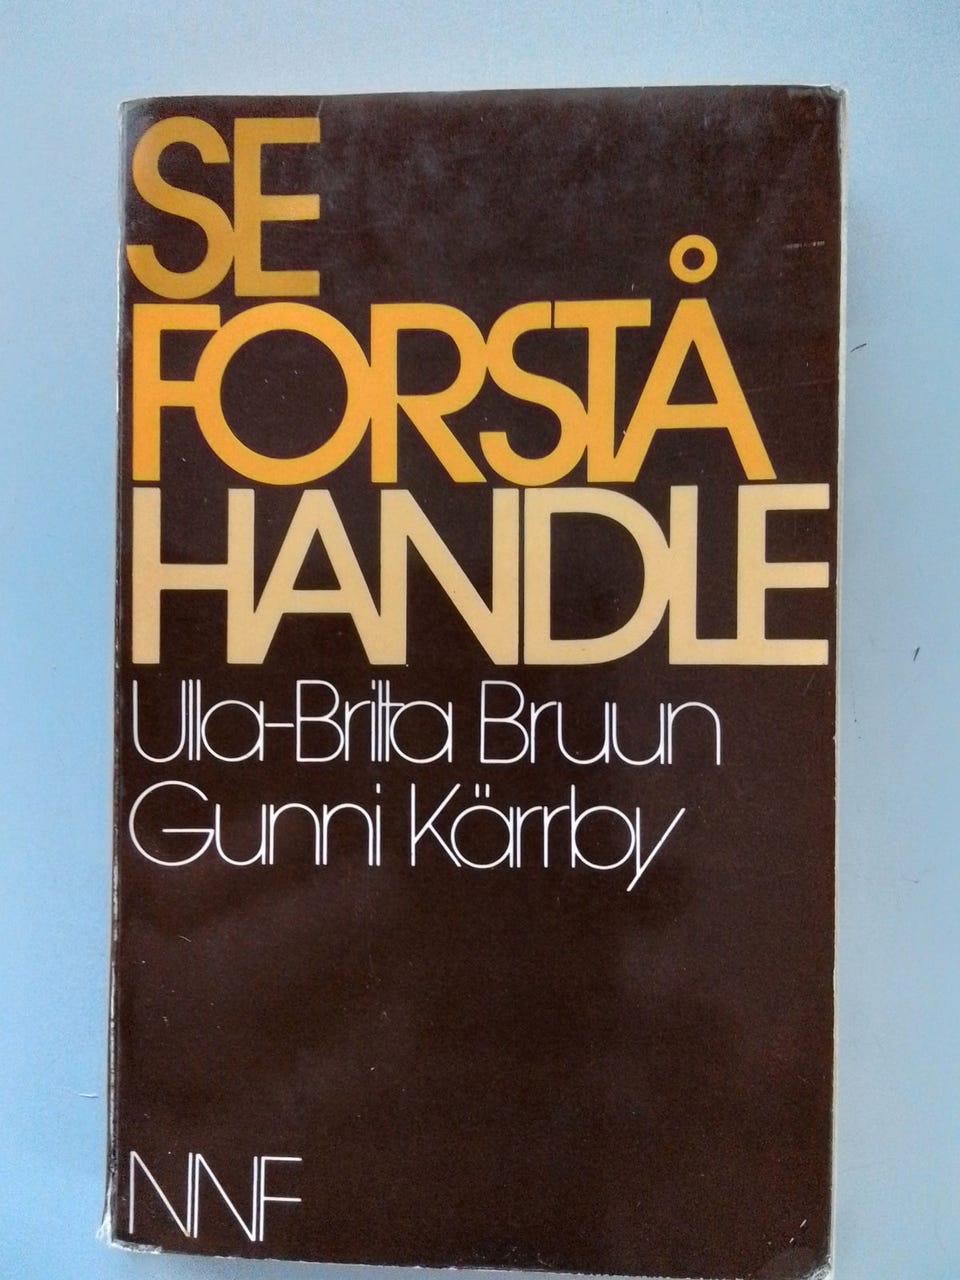 SE
FORSTÅ
HANDLE
Ulla-Britta Bruun
Gunni Kärrby
NNF